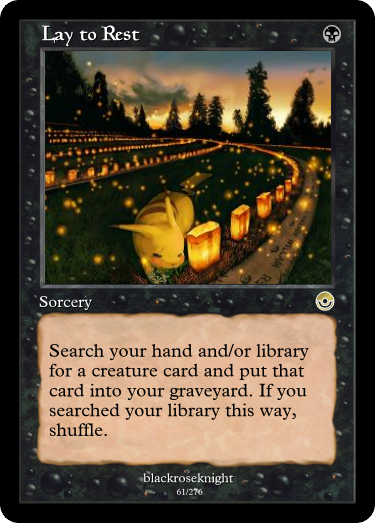 Lay to Rest
Sorcery
Search your hand and/or library
for a creature card and put that
card into your graveyard. If you
searched your library this way,
shuffle.
blackroseknight
61/276